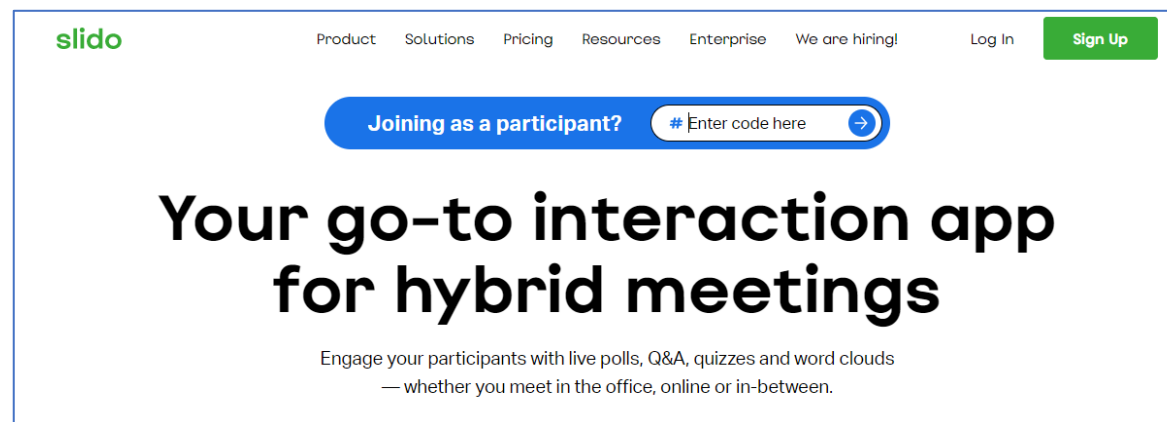 slido Product Solutions Pricing Resources Enterprise We are hiring! Log In Sign Up
Joining as a participant? # Enter code here
Your go-to interaction app
for hybrid meetings
Engage your participants with live polls, Q&A, quizzes and word clouds
— whether you meet in the office, online or in-between.